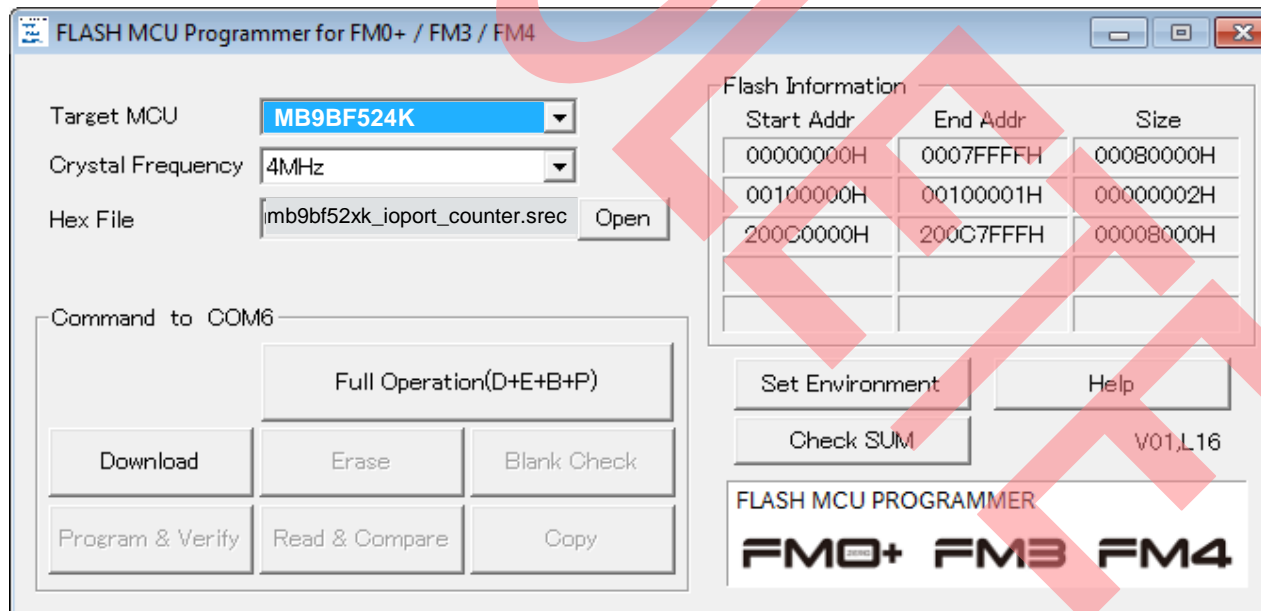 FLASH MCU Programmer for FM0+ / FM3 / FM4
Target MCU MB9BF524K
Crystal Frequency 4MHz
Hex File mb9bf52xk_ioport_counter.srec Open
Command to COM6
Full Operation(D+E+B+P)
Download Erase Blank Check
Program & Verify Read & Compare Copy
Flash Information
Start Addr End Addr Size
00000000H 0007FFFFH 00080000H
00100000H 00100001H 00000002H
200C0000H 200C7FFFH 00008000H
Set Environment Help
Check SUM V01,L16
FLASH MCU PROGRAMMER
FM0+ FM3 FM4